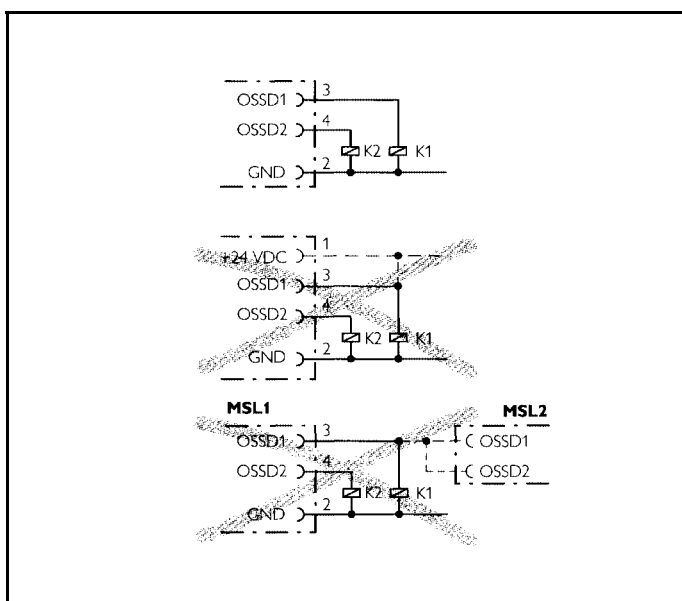 3
OSSD1
4
OSSD2
K2 K1
2
GND
1
+24 VDC
3
OSSD1
4
OSSD2
K2 K1
2
GND
MSL1 MSL2
3
OSSD1 OSSD1
4
OSSD2 OSSD2
K2 K1
2
GND